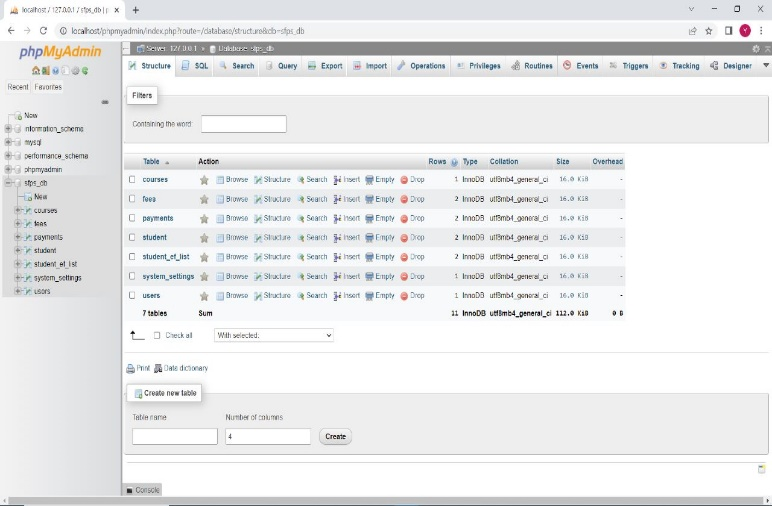 localhost / 127.0.0.1 / sfps_db | p
localhost/phpmyadmin/index.php?route=/database/structure&db=sfps_db
phpMyAdmin
Recent Favorites
New
information_schema
mysql
performance_schema
phpmyadmin
sfps_db
New
courses
fees
payments
student
student_ef_list
system_settings
users
Server: 127.0.0.1 » Database: sfps_db
Structure SQL Search Query Export Import Operations Privileges Routines Events Triggers Tracking Designer
Filters
Containing the word:
Table Action Rows Type Collation Size Overhead
courses Browse Structure Search Insert Empty Drop 1 InnoDB utf8mb4_general_ci 16.0 KiB -
fees Browse Structure Search Insert Empty Drop 2 InnoDB utf8mb4_general_ci 16.0 KiB -
payments Browse Structure Search Insert Empty Drop 2 InnoDB utf8mb4_general_ci 16.0 KiB -
student Browse Structure Search Insert Empty Drop 2 InnoDB utf8mb4_general_ci 16.0 KiB -
student_ef_list Browse Structure Search Insert Empty Drop 2 InnoDB utf8mb4_general_ci 16.0 KiB -
system_settings Browse Structure Search Insert Empty Drop 1 InnoDB utf8mb4_general_ci 16.0 KiB -
users Browse Structure Search Insert Empty Drop 1 InnoDB utf8mb4_general_ci 16.0 KiB -
7 tables Sum 11 InnoDB utf8mb4_general_ci 112.0 KiB 0 B
Check all With selected:
Print Data dictionary
Create new table
Table name Number of columns
4 Create
Console